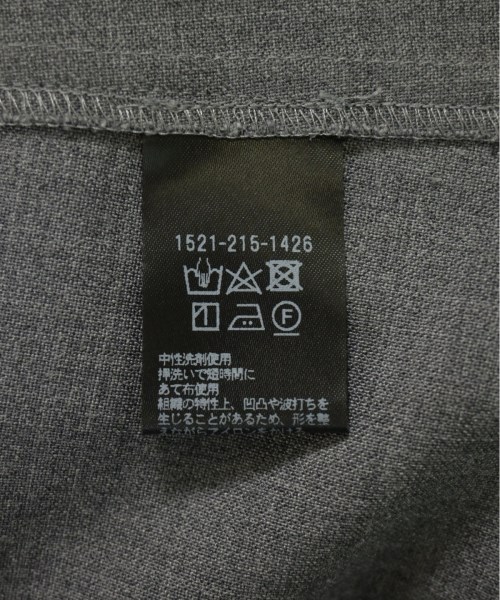 1521-215-1426
F
中性洗剤使用
押洗いで短時間に
あて布使用
組織の特性上、凹凸や波打ちを
生じることがあるため、形を整